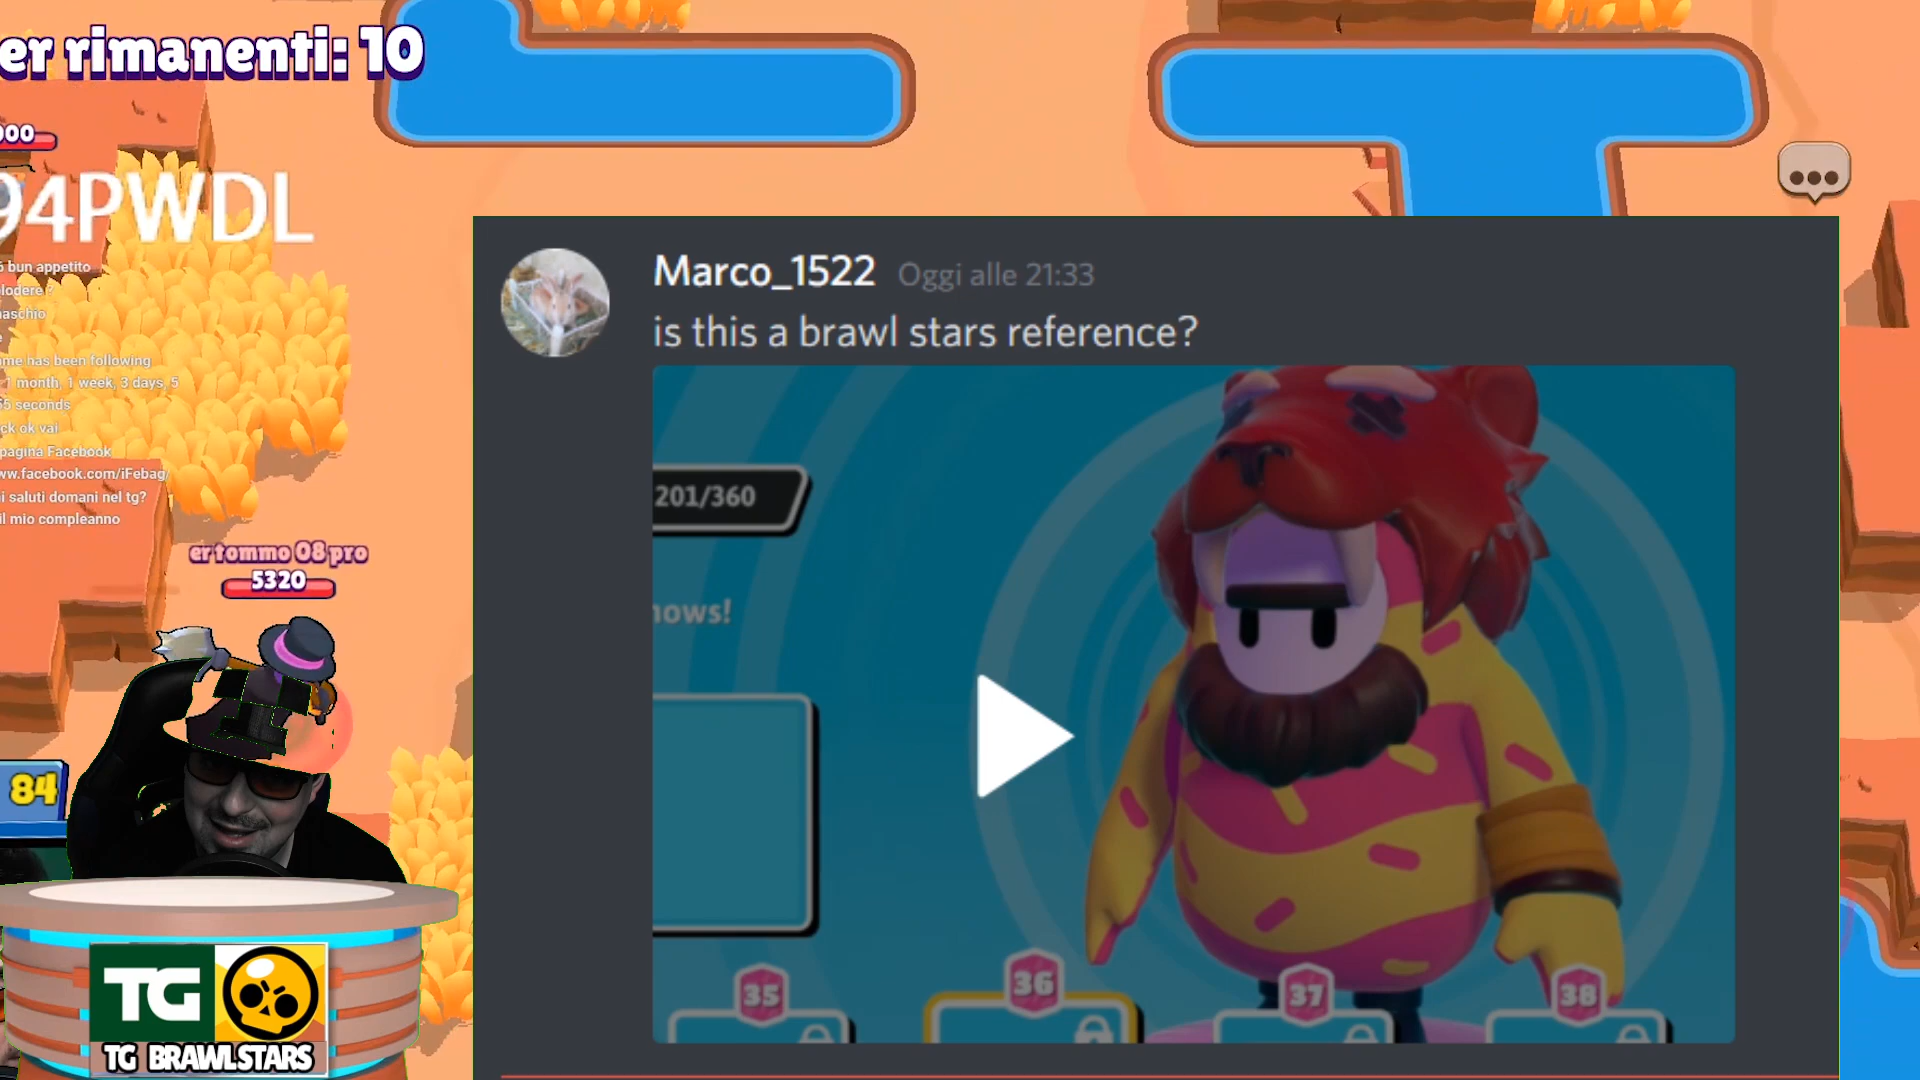 er rimanenti: 10
000
94PWDL
bun appetito
lodere ?
naschio
me has been following
1 month, 1 week, 3 days, 5
55 seconds
ck ok vai
pagina Facebook
ww.facebook.com/iFebag
i saluti domani nel tg?
il mio compleanno
er tommo 08 pro
5320
84
TG
TG BRAWLSTARS
Marco_1522 Oggi alle 21:33
is this a brawl stars reference?
201/360
nows!
35
36
37
38